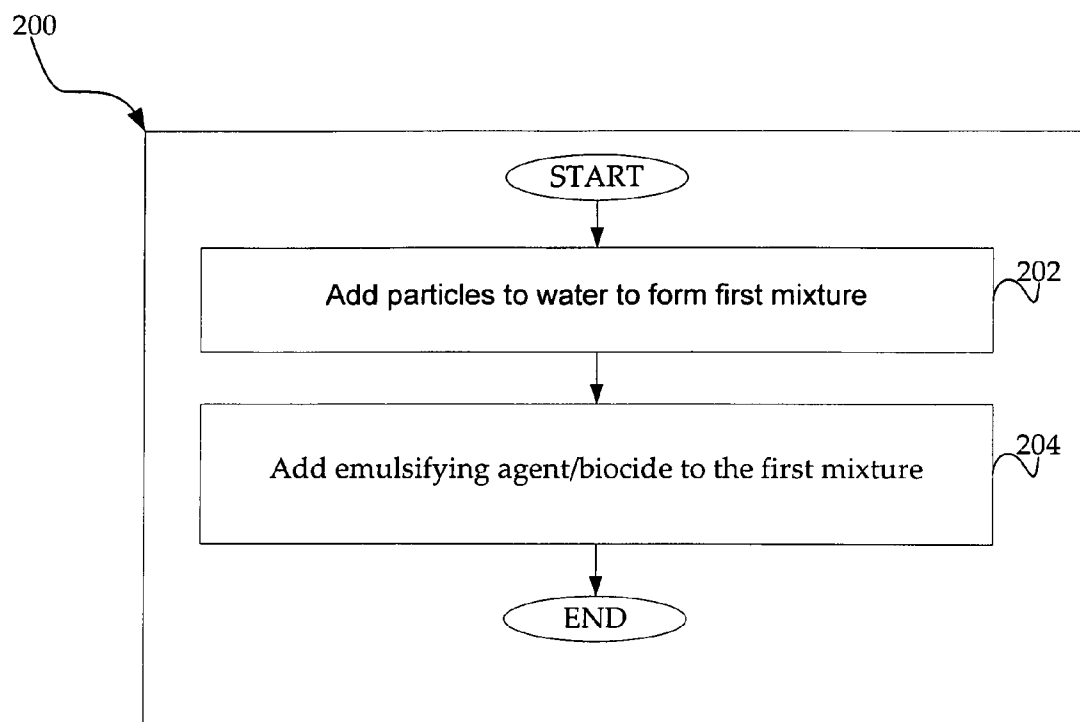 200
START
Add particles to water to form first mixture
202
Add emulsifying agent/biocide to the first mixture
204
END